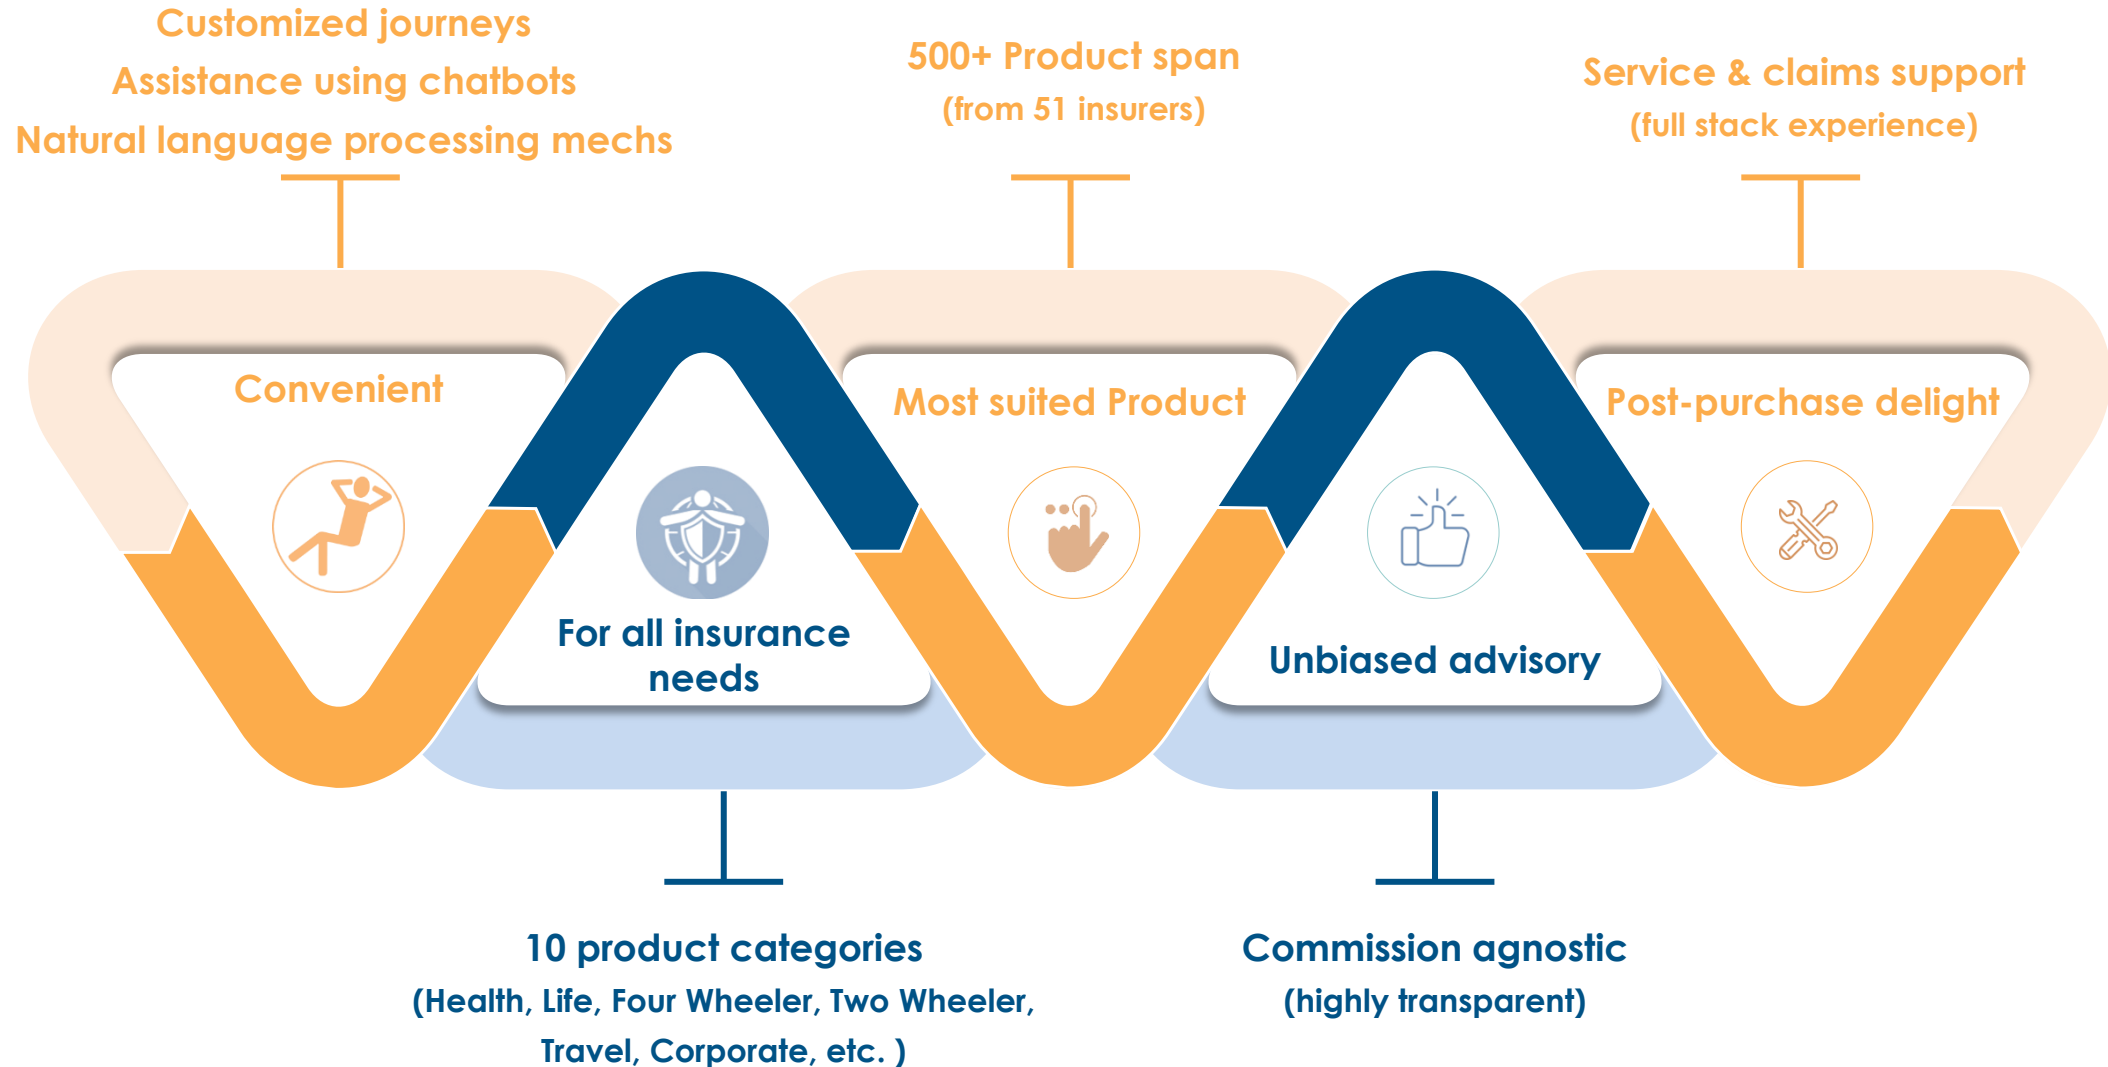 Customized journeys
Assistance using chatbots
Natural language processing mechs
500+ Product span
(from 51 insurers)
Service & claims support
(full stack experience)
Convenient
Most suited Product
Post-purchase delight
For all insurance
needs
Unbiased advisory
10 product categories
(Health, Life, Four Wheeler, Two Wheeler,
Travel, Corporate, etc. )
Commission agnostic
(highly transparent)